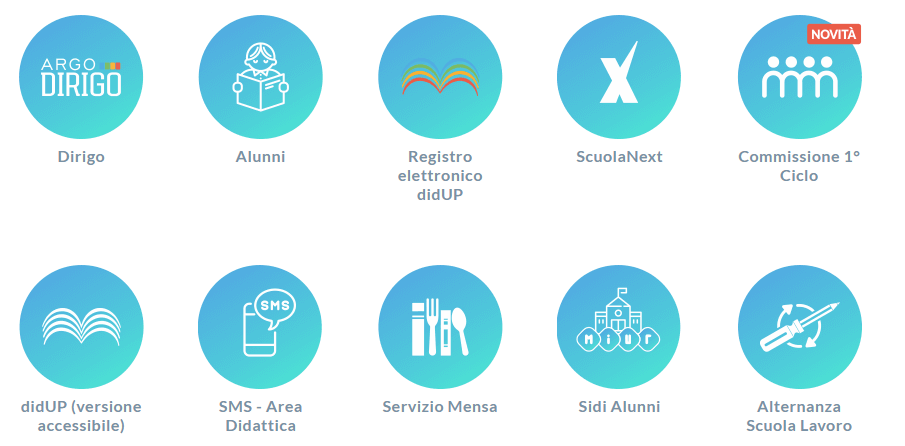 NOVITÀ
ARGO
DIRIGO
Dirigo
Alunni
Registro
elettronico
didUP
ScuolaNext
Commissione 1°
Ciclo
SMS
MIUR
didUP (versione
accessibile)
SMS - Area
Didattica
Servizio Mensa
Sidi Alunni
Alternanza
Scuola Lavoro